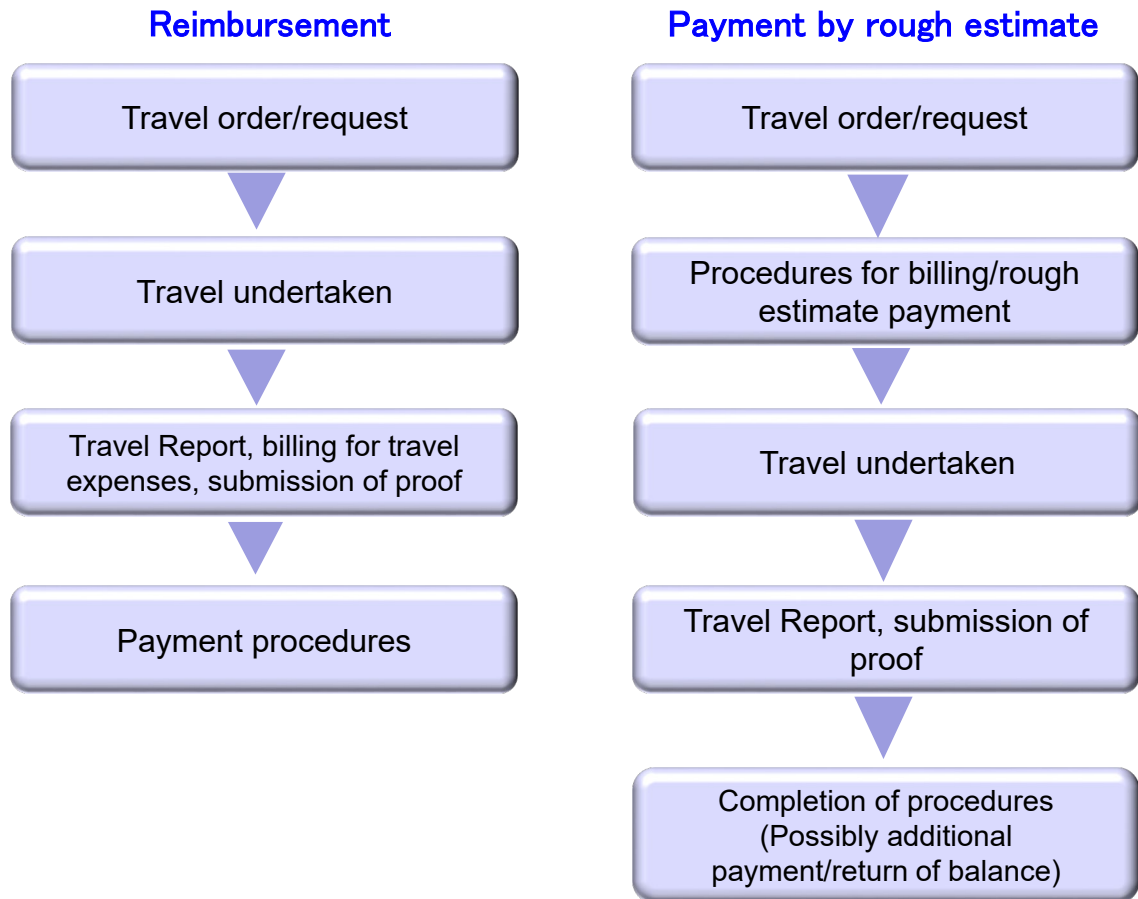 Reimbursement
Travel order/request
Travel undertaken
Travel Report, billing for travel
expenses, submission of proof
Payment procedures
Payment by rough estimate
Travel order/request
Procedures for billing/rough
estimate payment
Travel undertaken
Travel Report, submission of
proof
Completion of procedures
(Possibly additional
payment/return of balance)